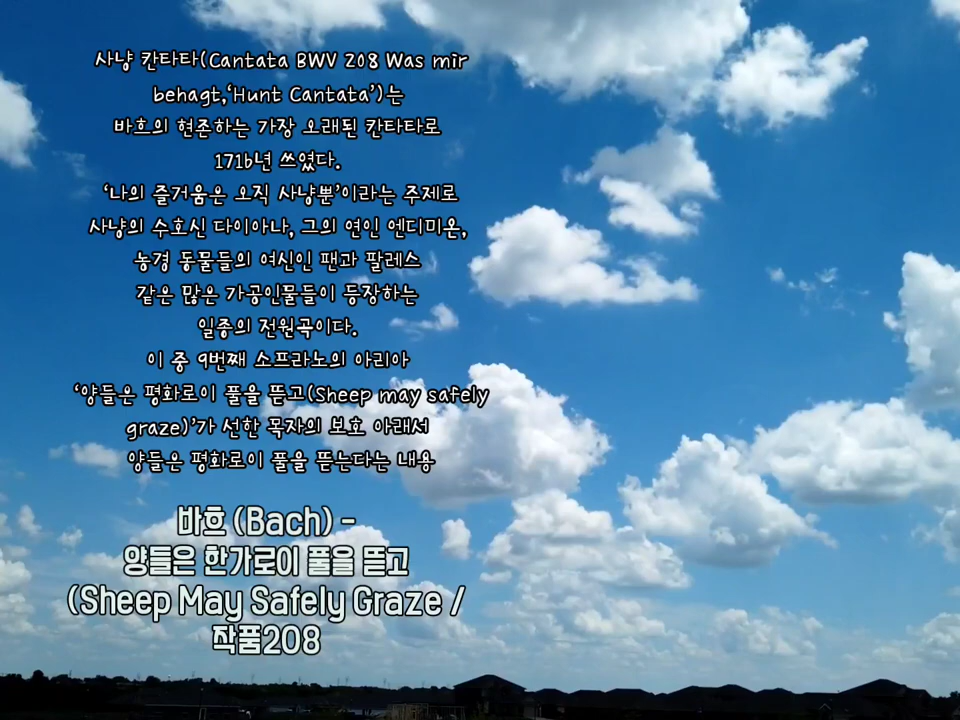 사냥 칸타타(Cantata BWV 208 Was mir
behagt,‘Hunt Cantata’)는
바흐의 현존하는 가장 오래된 칸타타로
1716년 쓰였다.
‘나의 즐거움은 오직 사냥뿐’이라는 주제로
사냥의 수호신 다이아나, 그의 연인 엔디미온,
농경 동물들의 여신인 팬과 팔레스
같은 많은 가공인물들이 등장하는
일종의 전원곡이다.
이 중 9번째 소프라노의 아리아
‘양들은 평화로이 풀을 뜯고(Sheep may safely
graze)’가 선한 목자의 보호 아래서
양들은 평화로이 풀을 뜯는다는 내용
바흐 (Bach) -
양들은 한가로이 풀을 뜯고
(Sheep May Safely Graze /
작품208